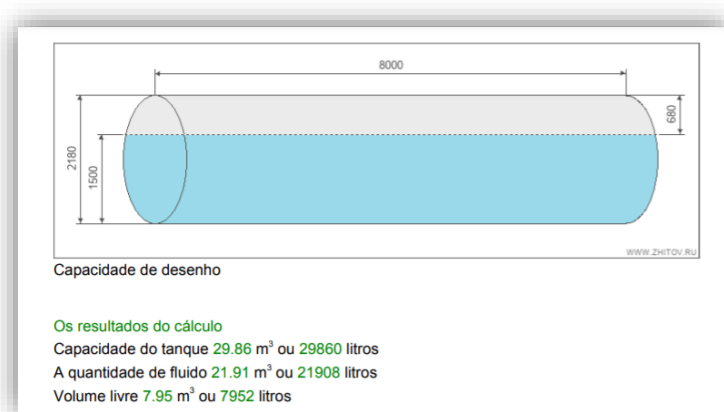 8000
680
2180
1500
WWW.ZHITOV.RU
Capacidade de desenho
Os resultados do cálculo
Capacidade do tanque 29.86 m³ ou 29860 litros
A quantidade de fluido 21.91 m³ ou 21908 litros
Volume livre 7.95 m³ ou 7952 litros